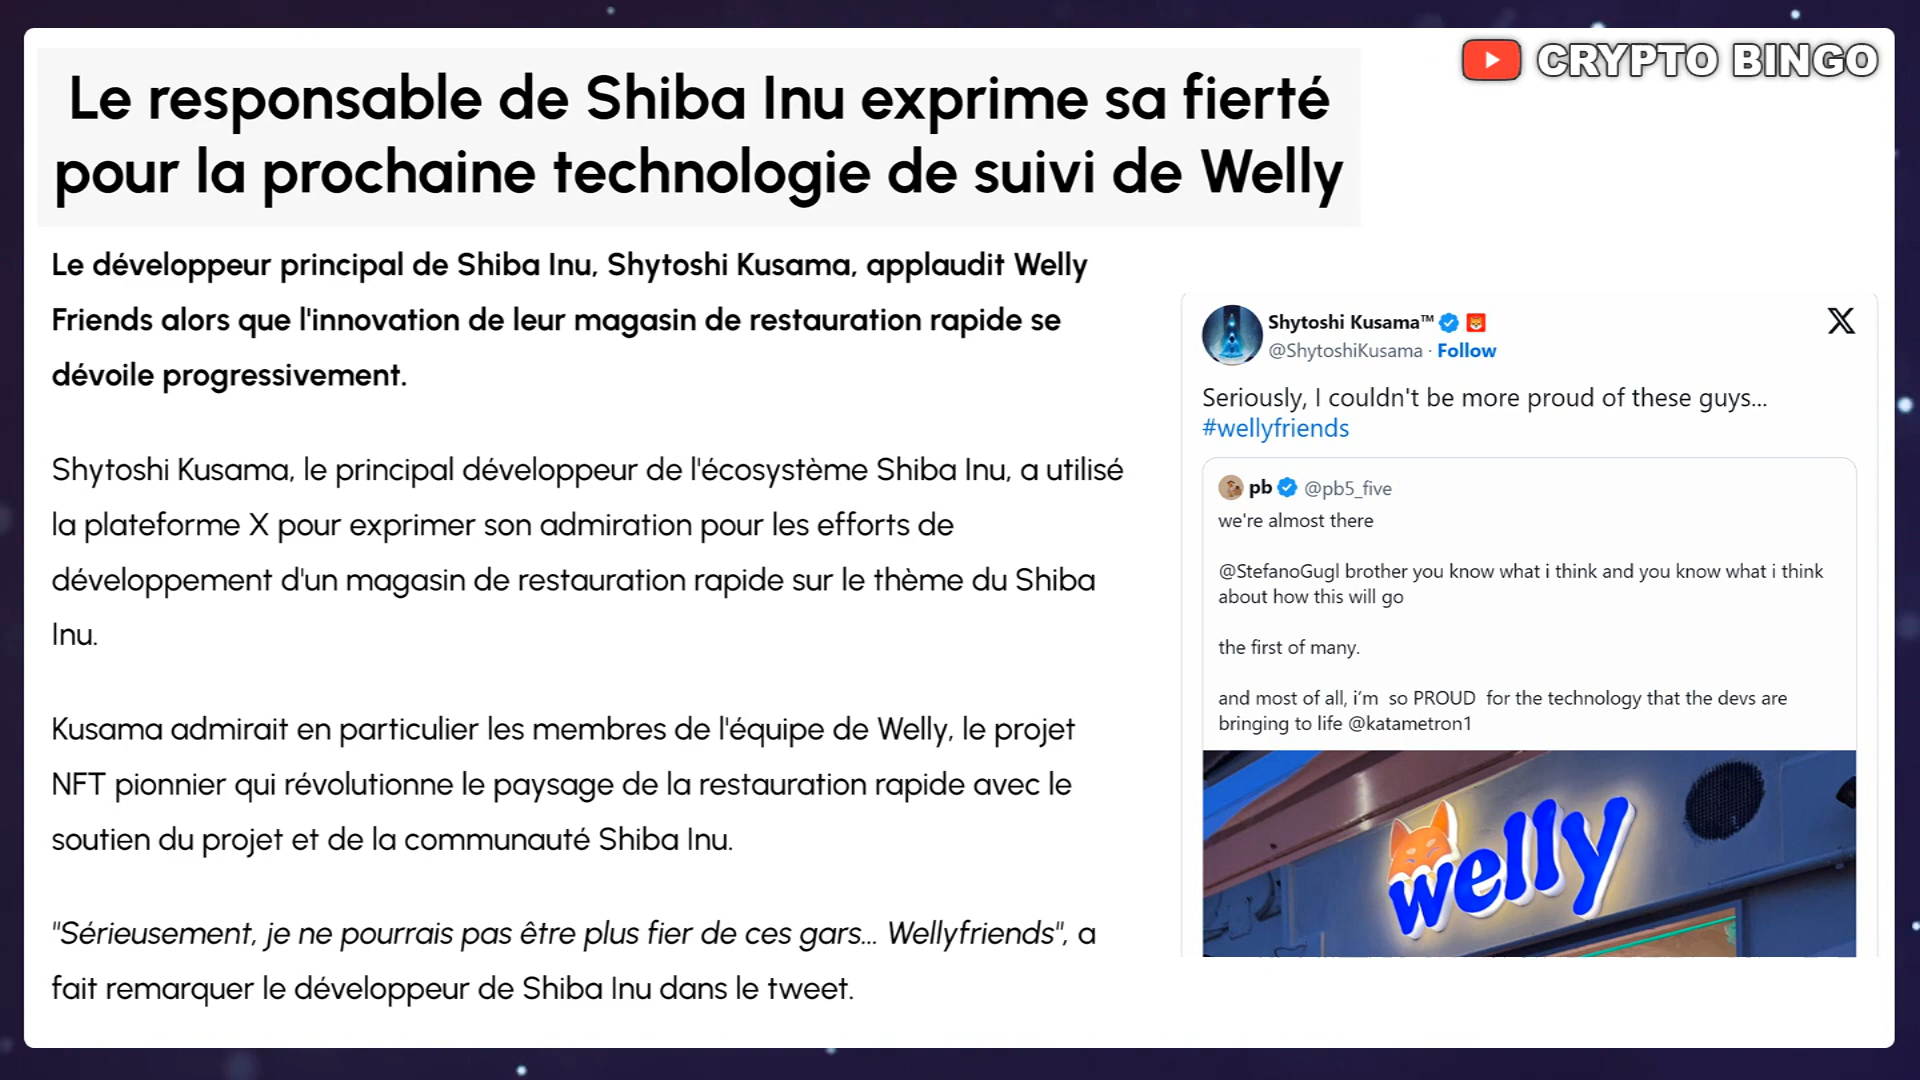 CRYPTO BINGO
Le responsable de Shiba Inu exprime sa fierté
pour la prochaine technologie de suivi de Welly
Le développeur principal de Shiba Inu, Shytoshi Kusama, applaudit Welly
Friends alors que l'innovation de leur magasin de restauration rapide se
dévoile progressivement.
Shytoshi Kusama, le principal développeur de l'écosystème Shiba Inu, a utilisé
la plateforme X pour exprimer son admiration pour les efforts de
développement d'un magasin de restauration rapide sur le thème du Shiba
Inu.
Kusama admirait en particulier les membres de l'équipe de Welly, le projet
NFT pionnier qui révolutionne le paysage de la restauration rapide avec le
soutien du projet et de la communauté Shiba Inu.
"Sérieusement, je ne pourrais pas être plus fier de ces gars... Wellyfriends", a
fait remarquer le développeur de Shiba Inu dans le tweet.
Shytoshi Kusama™
@ShytoshiKusama · Follow
Seriously, I couldn't be more proud of these guys...
#wellyfriends
pb @pb5_five
we're almost there
@StefanoGugl brother you know what i think and you know what i think
about how this will go
the first of many.
and most of all, i'm so PROUD for the technology that the devs are
bringing to life @katametron1
welly